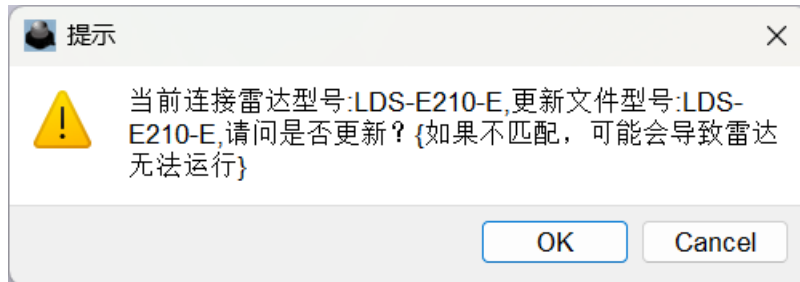 提示
当前连接雷达型号:LDS-E210-E,更新文件型号:LDS-
E210-E,请问是否更新？{如果不匹配，可能会导致雷达
无法运行}
OK
Cancel